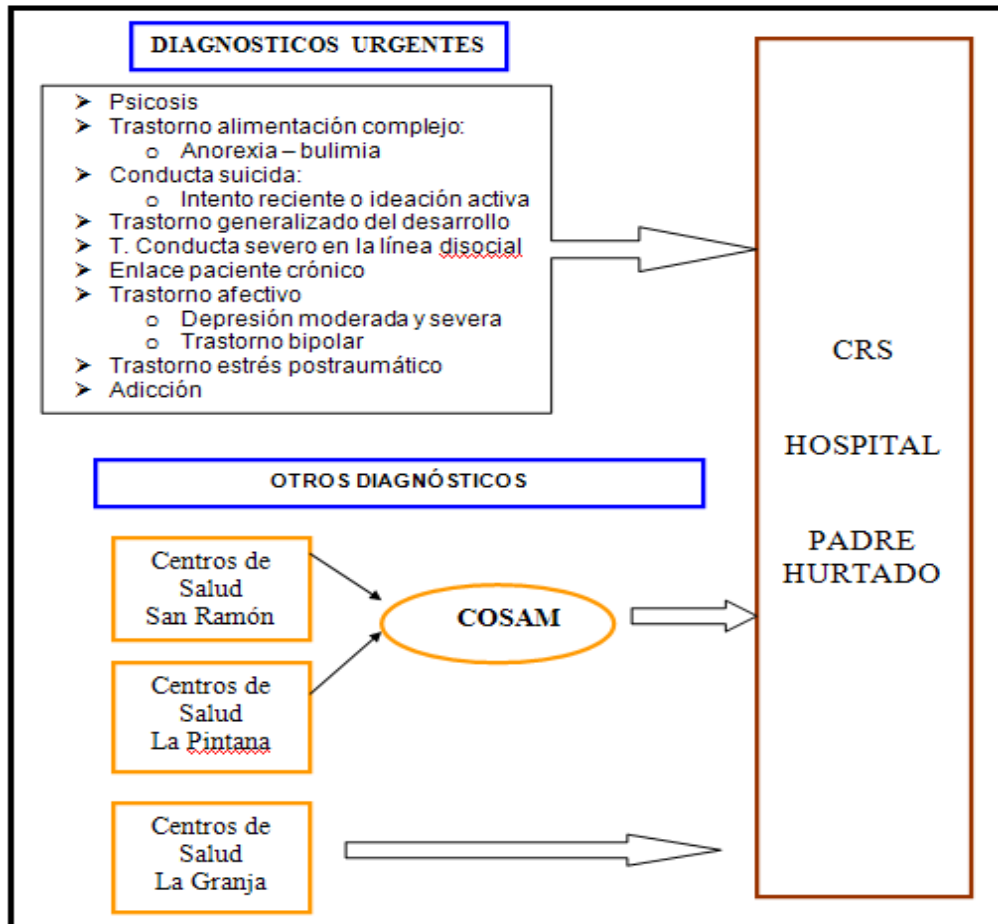 DIAGNOSTICOS URGENTES
➤ Psicosis
➤ Trastorno alimentación complejo:
o Anorexia – bulimia
➤ Conducta suicida:
o Intento reciente o ideación activa
➤ Trastorno generalizado del desarrollo
➤ T. Conducta severo en la línea disocial
➤ Enlace paciente crónico
➤ Trastorno afectivo
o Depresión moderada y severa
o Trastorno bipolar
➤ Trastorno estrés postraumático
➤ Adicción
OTROS DIAGNÓSTICOS
Centros de
Salud
San Ramón
COSAM
Centros de
Salud
La Pintana
Centros de
Salud
La Granja
CRS
HOSPITAL
PADRE
HURTADO